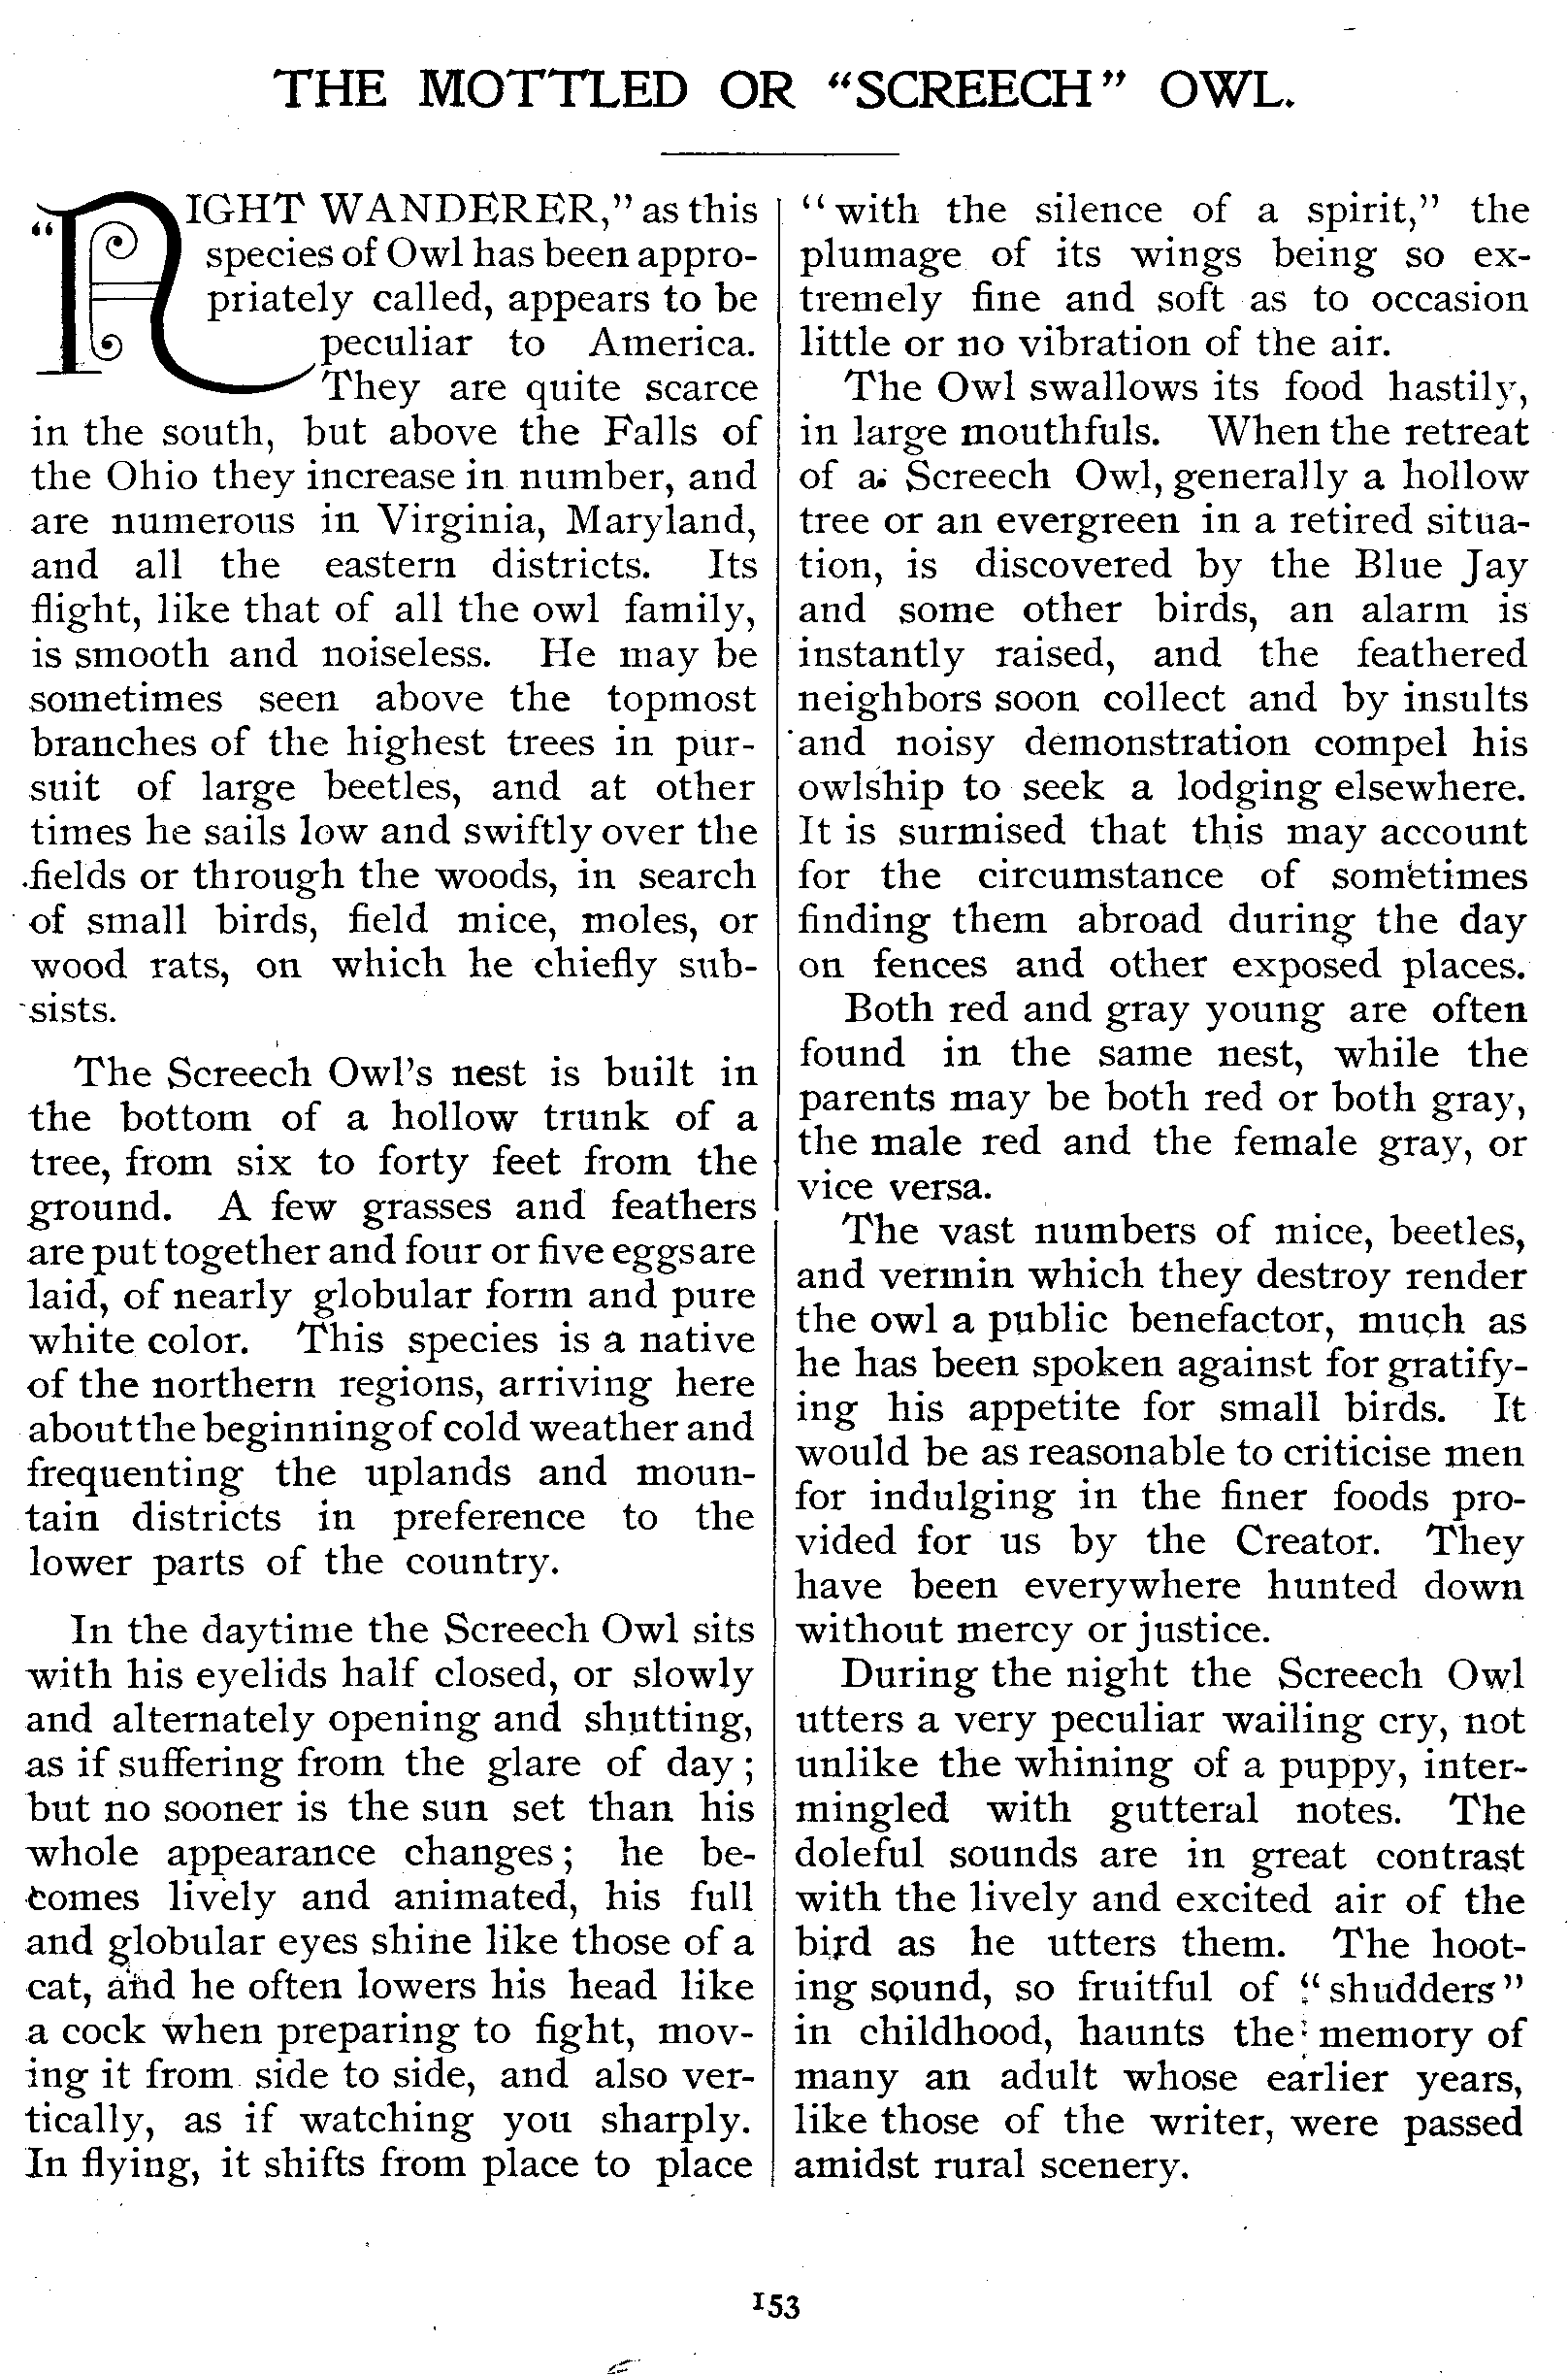 THE MOTTLED OR “SCREECH” OWL.
“NIGHT WANDERER,” as this
species of Owl has been appro-
priately called, appears to be
peculiar to America.
They are quite scarce
in the south, but above the Falls of
the Ohio they increase in number, and
are numerous in Virginia, Maryland,
and all the eastern districts. Its
flight, like that of all the owl family,
is smooth and noiseless. He may be
sometimes seen above the topmost
branches of the highest trees in pur-
suit of large beetles, and at other
times he sails low and swiftly over the
fields or through the woods, in search
of small birds, field mice, moles, or
wood rats, on which he chiefly sub-
sists.
The Screech Owl’s nest is built in
the bottom of a hollow trunk of a
tree, from six to forty feet from the
ground. A few grasses and feathers
are put together and four or five eggs are
laid, of nearly globular form and pure
white color. This species is a native
of the northern regions, arriving here
about the beginning of cold weather and
frequenting the uplands and moun-
tain districts in preference to the
lower parts of the country.
In the daytime the Screech Owl sits
with his eyelids half closed, or slowly
and alternately opening and shutting,
as if suffering from the glare of day;
but no sooner is the sun set than his
whole appearance changes; he be-
comes lively and animated, his full
and globular eyes shine like those of a
cat, and he often lowers his head like
a cock when preparing to fight, mov-
ing it from side to side, and also ver-
tically, as if watching you sharply.
In flying, it shifts from place to place
“with the silence of a spirit,” the
plumage of its wings being so ex-
tremely fine and soft as to occasion
little or no vibration of the air.
The Owl swallows its food hastily,
in large mouthfuls. When the retreat
of a Screech Owl, generally a hollow
tree or an evergreen in a retired situa-
tion, is discovered by the Blue Jay
and some other birds, an alarm is
instantly raised, and the feathered
neighbors soon collect and by insults
and noisy demonstration compel his
owlship to seek a lodging elsewhere.
It is surmised that this may account
for the circumstance of sometimes
finding them abroad during the day
on fences and other exposed places.
Both red and gray young are often
found in the same nest, while the
parents may be both red or both gray,
the male red and the female gray, or
vice versa.
The vast numbers of mice, beetles,
and vermin which they destroy render
the owl a public benefactor, much as
he has been spoken against for gratify-
ing his appetite for small birds. It
would be as reasonable to criticise men
for indulging in the finer foods pro-
vided for us by the Creator. They
have been everywhere hunted down
without mercy or justice.
During the night the Screech Owl
utters a very peculiar wailing cry, not
unlike the whining of a puppy, inter-
mingled with gutteral notes. The
doleful sounds are in great contrast
with the lively and excited air of the
bird as he utters them. The hoot-
ing sound, so fruitful of “shudders”
in childhood, haunts the memory of
many an adult whose earlier years,
like those of the writer, were passed
amidst rural scenery.
153